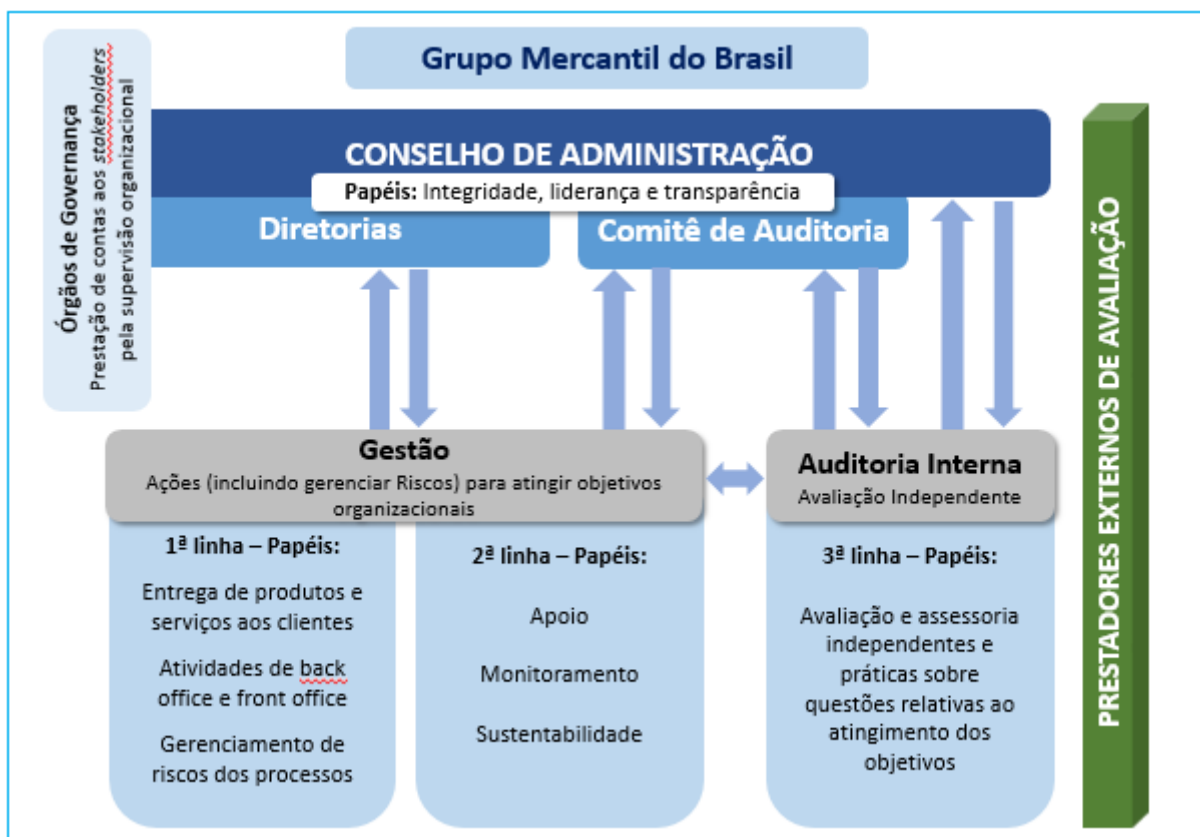 Grupo Mercantil do Brasil
Órgãos de Governança
Prestação de contas aos stakeholders
pela supervisão organizacional
CONSELHO DE ADMINISTRAÇÃO
Papéis: Integridade, liderança e transparência
Diretorias
Comitê de Auditoria
Gestão
Ações (incluindo gerenciar Riscos) para atingir objetivos
organizacionais
Auditoria Interna
Avaliação Independente
1ª linha – Papéis:
Entrega de produtos e
serviços aos clientes
Atividades de back
office e front office
Gerenciamento de
riscos dos processos
2ª linha – Papéis:
Apoio
Monitoramento
Sustentabilidade
3ª linha – Papéis:
Avaliação e assessoria
independentes e
práticas sobre
questões relativas ao
atingimento dos
objetivos
PRESTADORES EXTERNOS DE AVALIAÇÃO